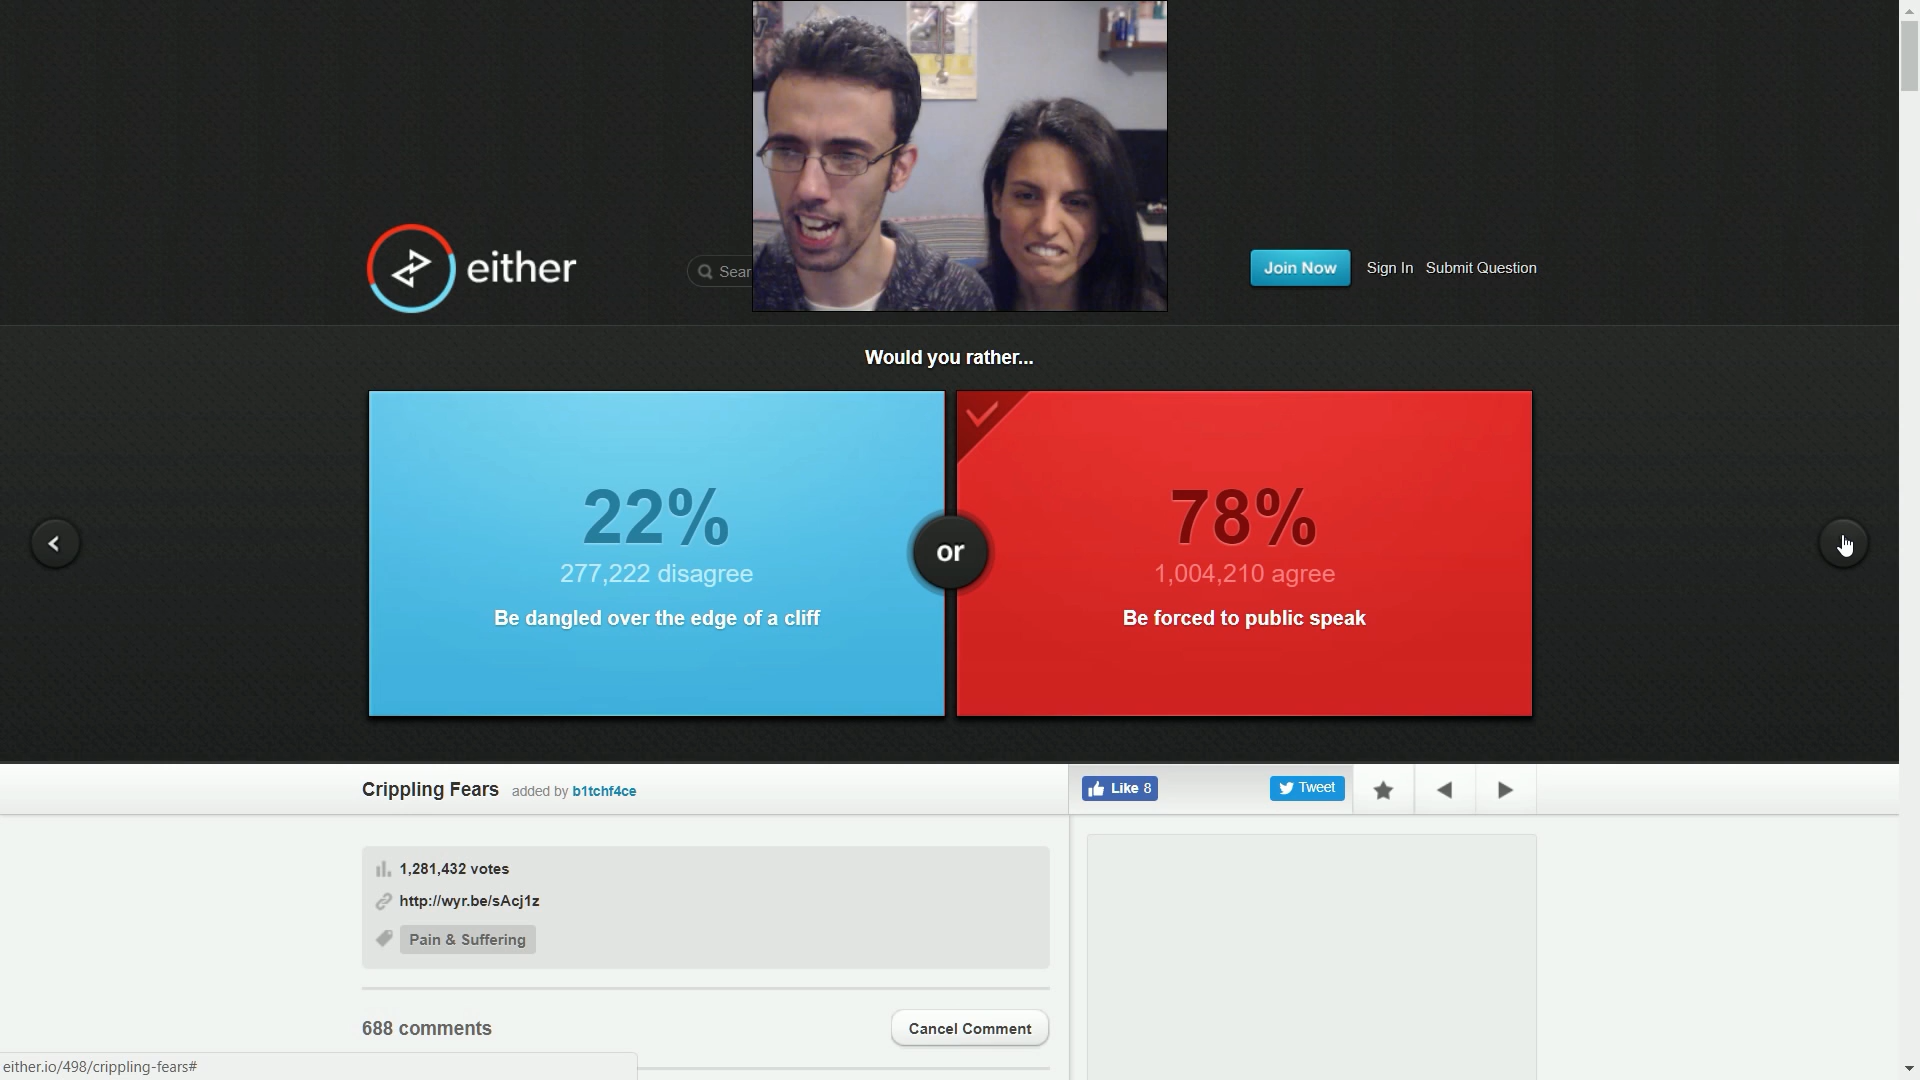 either
Sear
Join Now
Sign In
Submit Question
Would you rather...
22%
277,222 disagree
Be dangled over the edge of a cliff
or
78%
1,004,210 agree
Be forced to public speak
Crippling Fears added by b1tchf4ce
Like 8
Tweet
1,281,432 votes
http://wyr.be/sAcj1z
Pain & Suffering
688 comments
Cancel Comment
either.io/498/crippling-fears#